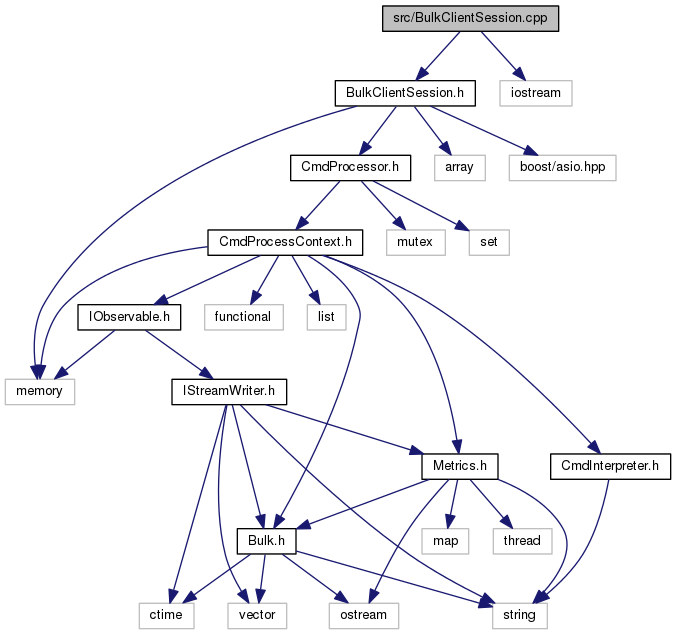 src/BulkClientSession.cpp
BulkClientSession.h
iostream
CmdProcessor.h
array
boost/asio.hpp
CmdProcessContext.h
mutex
set
IObservable.h
functional
list
memory
IStreamWriter.h
Metrics.h
CmdInterpreter.h
Bulk.h
map
thread
ctime
vector
ostream
string